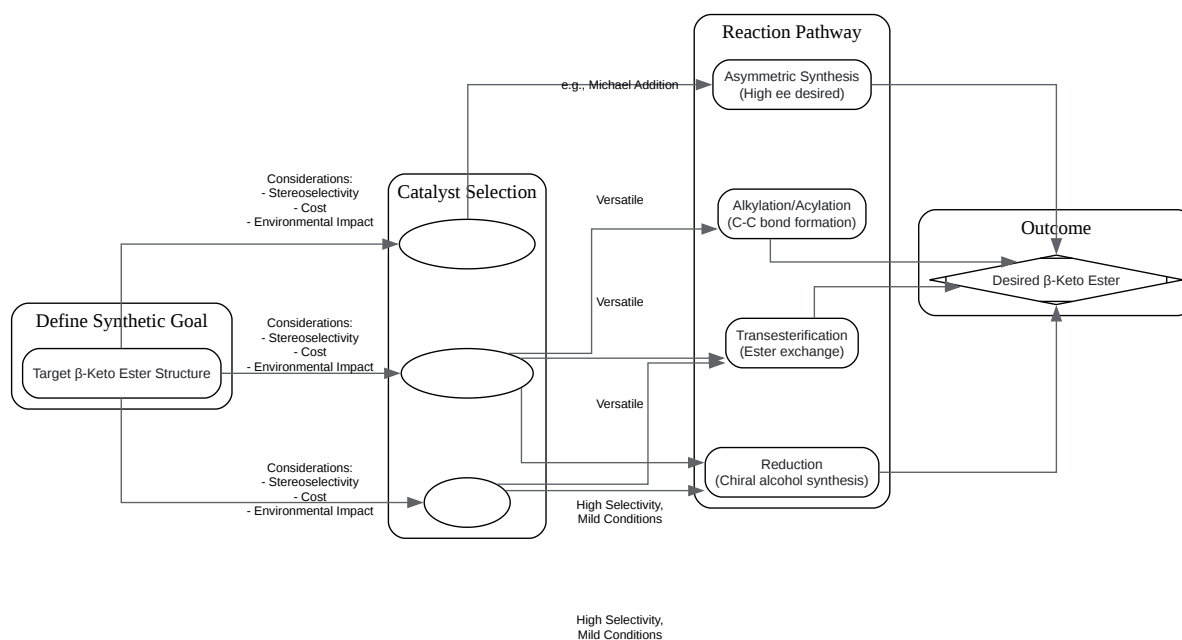 Define Synthetic Goal
Target β-Keto Ester Structure
Considerations:
- Stereoselectivity
- Cost
- Environmental Impact
Considerations:
- Stereoselectivity
- Cost
- Environmental Impact
Considerations:
- Stereoselectivity
- Cost
- Environmental Impact
Catalyst Selection
e.g., Michael Addition
Versatile
Versatile
Versatile
High Selectivity,
Mild Conditions
High Selectivity,
Mild Conditions
Reaction Pathway
Asymmetric Synthesis
(High ee desired)
Alkylation/Acylation
(C-C bond formation)
Transesterification
(Ester exchange)
Reduction
(Chiral alcohol synthesis)
Outcome
Desired β-Keto Ester